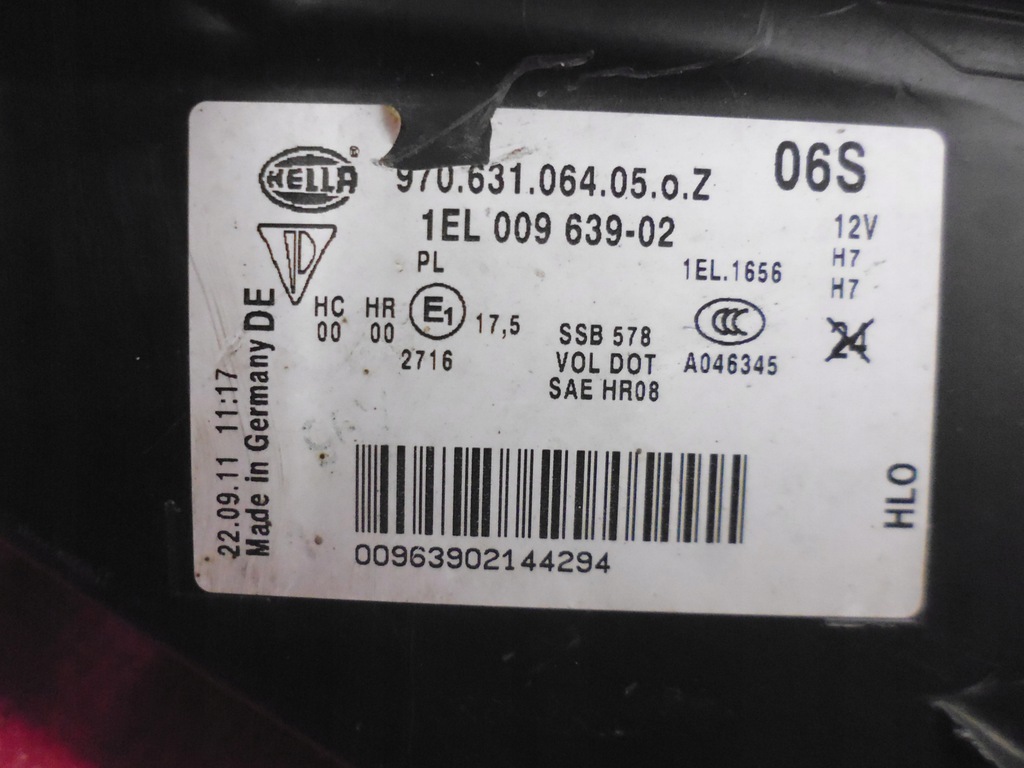 HELLA®
970.631.064.05.o.Z
06S
1EL 009 639-02
12V
H7
H7
24
PL
1EL.1656
HC HR E1 17,5
00 00
2716
CCC
A046345
SSB 578
VOL DOT
SAE HR08
22.09.11 11:17
Made in Germany DE
HLO
00963902144294